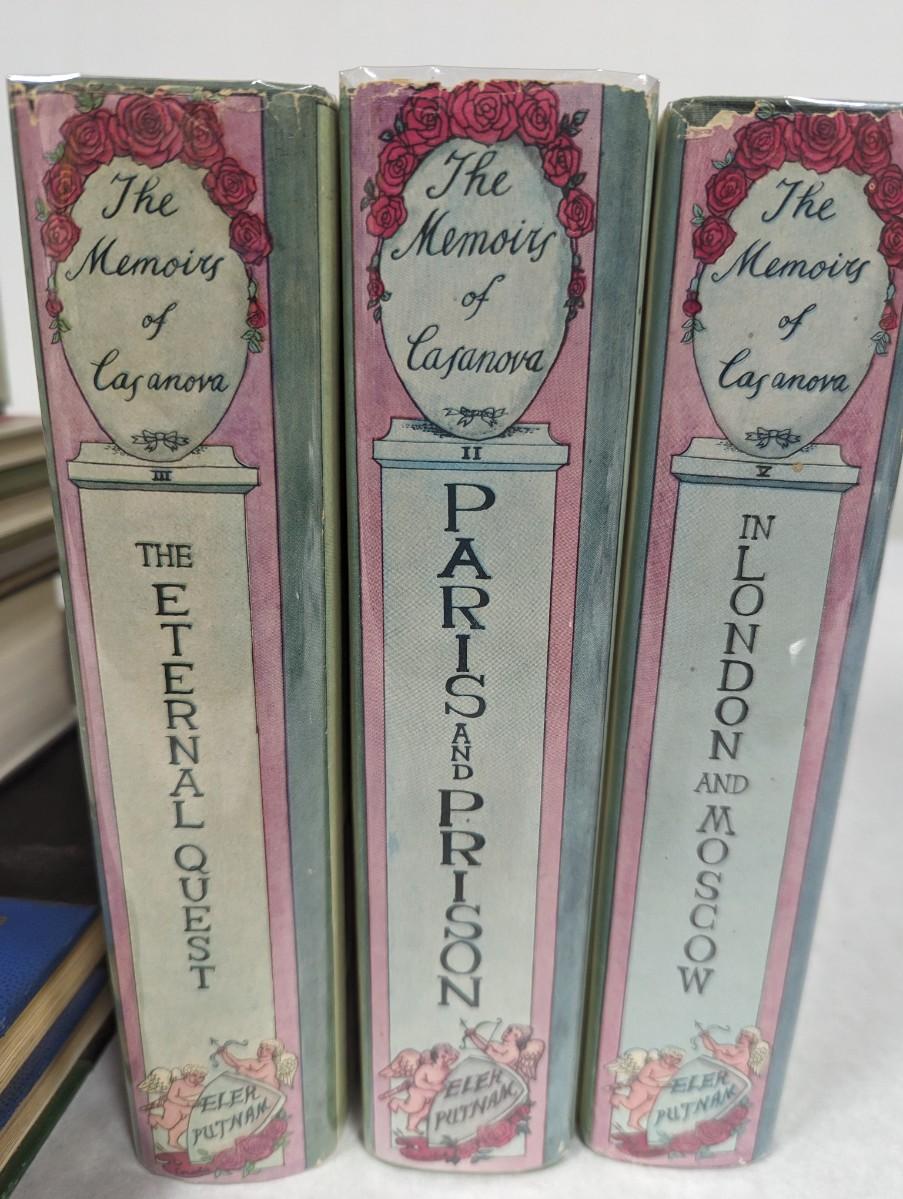 The
Memoirs
of
Casanova
III
THE
ETERNAL
QUEST
ELEK
PUTNAM
The
Memoirs
of
Casanova
II
PARIS
AND
PRISON
ELEK
PUTNAM
The
Memoirs
of
Casanova
V
IN
LONDON
AND
MOSCOW
ELEK
PUTNAM